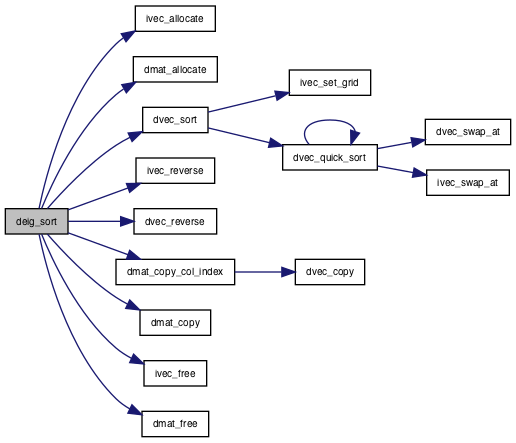 ivec_allocate
dmat_allocate
ivec_set_grid
dvec_sort
dvec_swap_at
dvec_quick_sort
ivec_reverse
ivec_swap_at
deig_sort
dvec_reverse
dmat_copy_col_index
dvec_copy
dmat_copy
ivec_free
dmat_free